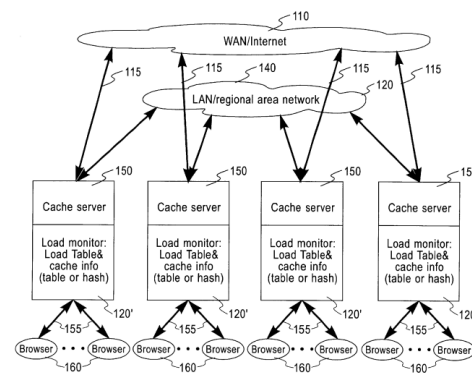 110
WAN/Internet
115
115
140
115
120
115
LAN/regional area network
150
150
150
Cache server
Cache server
Cache server
Cache server
Load monitor:
Load Table&
cache info
(table or hash)
Load monitor:
Load Table&
cache info
(table or hash)
Load monitor:
Load Table&
cache info
(table or hash)
Load monitor:
Load Table&
cache info
(table or hash)
155
120'
155
120'
155
120'
155
Browser • • • Browser
Browser • • • Browser
Browser • • • Browser
Browser • • • Browser
160
160
160
160